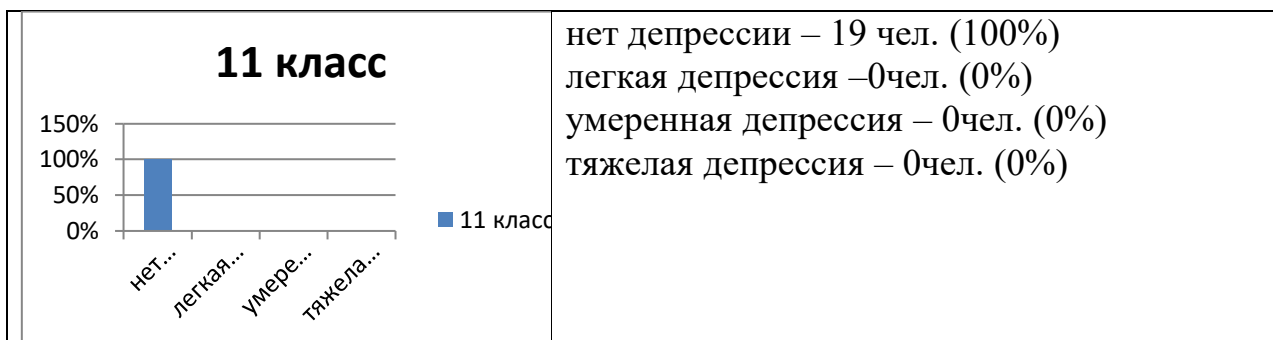 11 класс
150%
100%
50%
0%
нет...
легкая...
умере...
тяжела...
11 класс
нет депрессии – 19 чел. (100%)
легкая депрессия –0чел. (0%)
умеренная депрессия – 0чел. (0%)
тяжелая депрессия – 0чел. (0%)